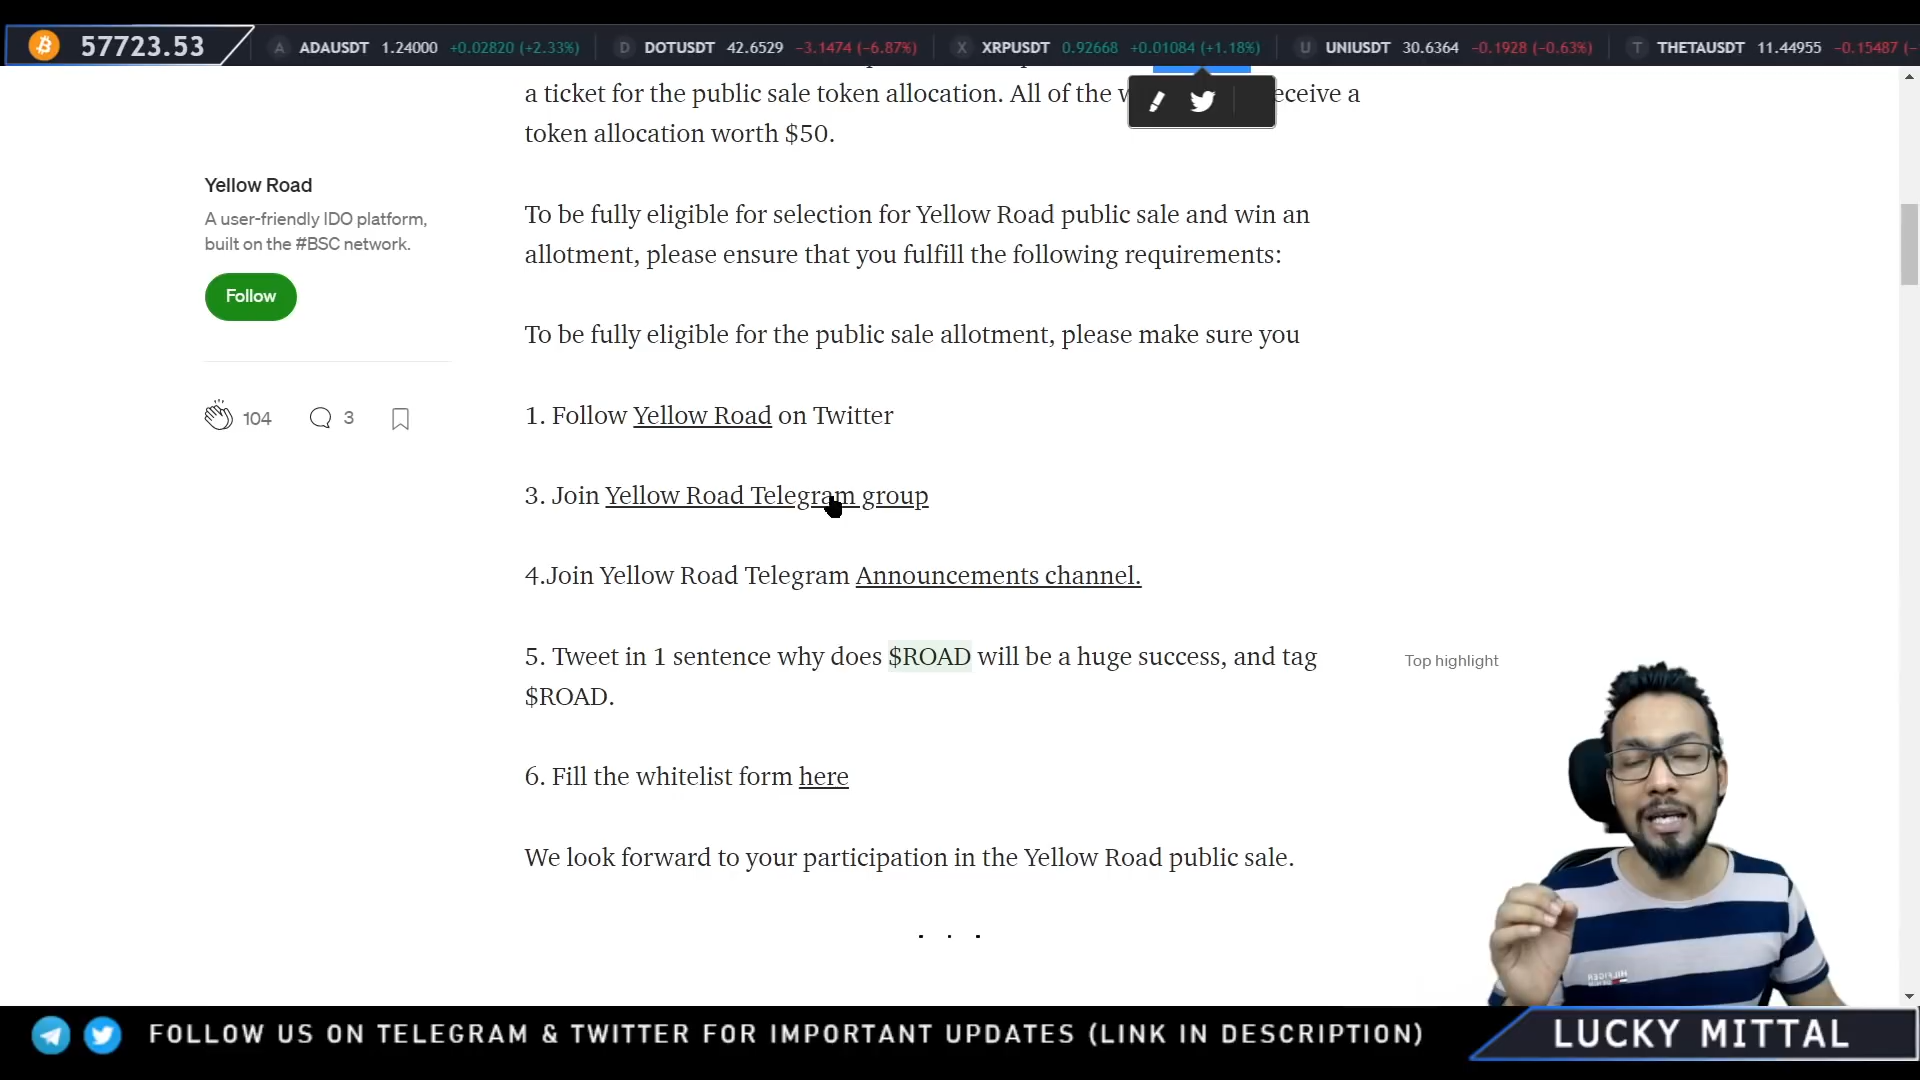 57723.53
A ADAUSDT 1.24000 +0.02820 (+2.33%)
D DOTUSDT 42.6529 −3.1474 (−6.87%)
X XRPUSDT 0.92668 +0.01084 (+1.18%)
U UNIUSDT 30.6364 −0.1928 (−0.63%)
T THETAUSDT 11.44955 −0.15487 (−
a ticket for the public sale token allocation. All of the w eceive a
token allocation worth $50.
Yellow Road
A user-friendly IDO platform,
built on the #BSC network.
Follow
104 3
To be fully eligible for selection for Yellow Road public sale and win an
allotment, please ensure that you fulfill the following requirements:
To be fully eligible for the public sale allotment, please make sure you
1. Follow Yellow Road on Twitter
3. Join Yellow Road Telegram group
4.Join Yellow Road Telegram Announcements channel.
5. Tweet in 1 sentence why does $ROAD will be a huge success, and tag
$ROAD.
Top highlight
6. Fill the whitelist form here
We look forward to your participation in the Yellow Road public sale.
. . .
FOLLOW US ON TELEGRAM & TWITTER FOR IMPORTANT UPDATES (LINK IN DESCRIPTION)
LUCKY MITTAL